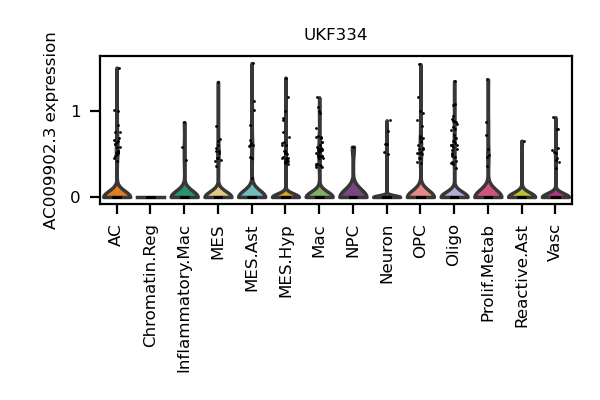 UKF334
AC009902.3 expression
1
0
AC
Chromatin.Reg
Inflammatory.Mac
MES
MES.Ast
MES.Hyp
Mac
NPC
Neuron
OPC
Oligo
Prolif.Metab
Reactive.Ast
Vasc